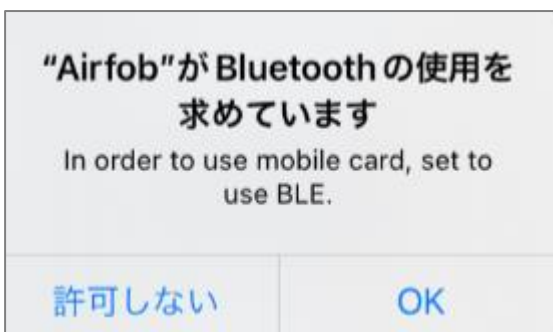 “Airfob”がBluetoothの使用を
求めています
In order to use mobile card, set to
use BLE.
許可しない
OK